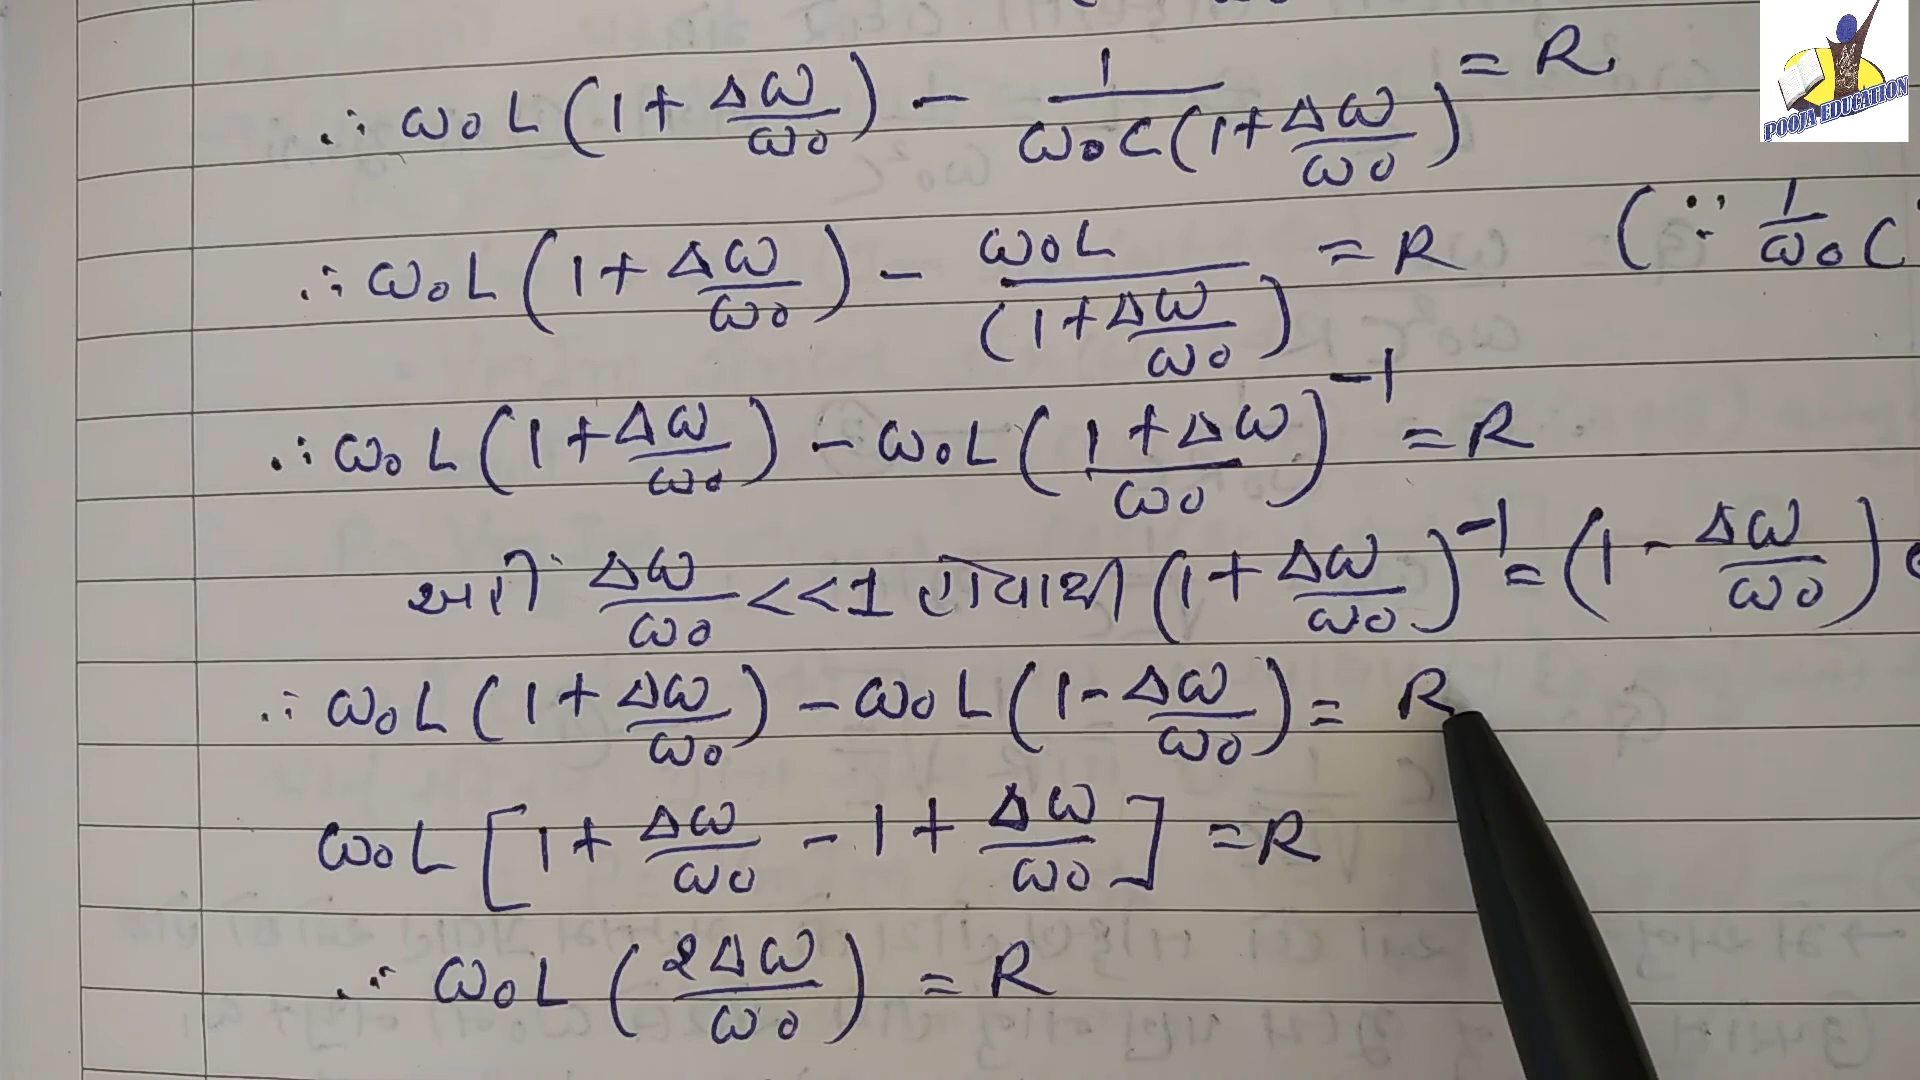 ∴ ω₀L(1 + Δω/ω₀) − 1/ω₀C(1 + Δω/ω₀) = R
POOJA EDUCATION
∴ ω₀L(1 + Δω/ω₀) − ω₀L/(1 + Δω/ω₀) = R (∵ 1/ω₀C
∴ ω₀L(1 + Δω/ω₀) − ω₀L(1 + Δω/ω₀)⁻¹ = R
અહીં Δω/ω₀ <<1 હોવાથી (1 + Δω/ω₀)⁻¹ = (1 − Δω/ω₀)
∴ ω₀L(1 + Δω/ω₀) − ω₀L(1 − Δω/ω₀) = R
ω₀L[1 + Δω/ω₀ − 1 + Δω/ω₀] = R
∴ ω₀L(2Δω/ω₀) = R